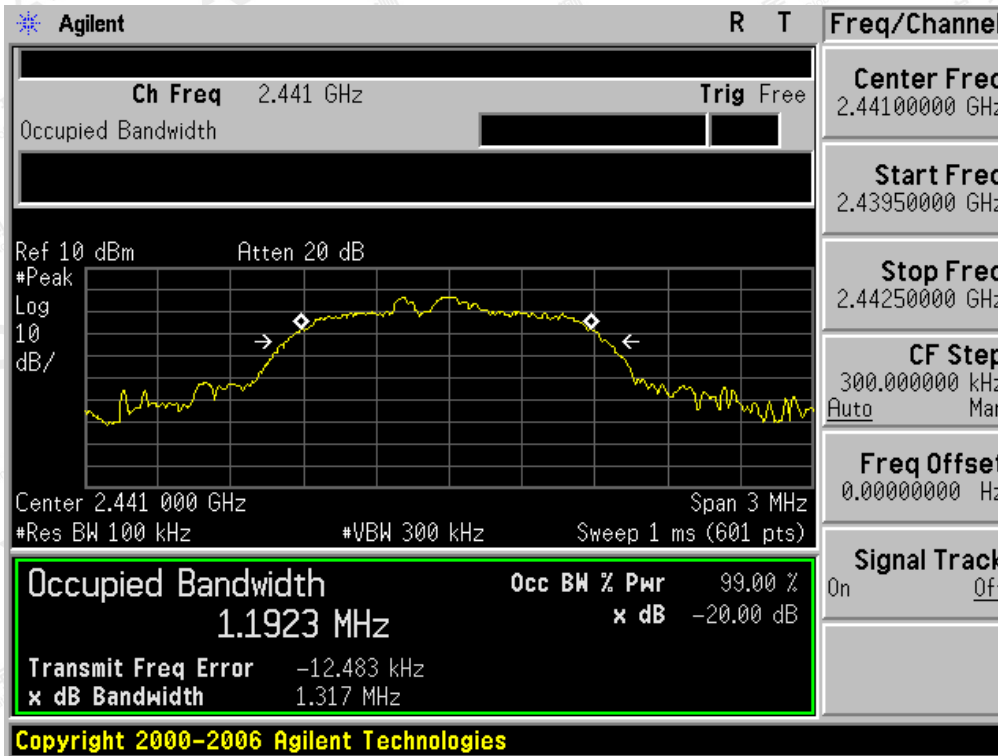 Agilent R T Freq/Channel
Ch Freq 2.441 GHz Trig Free
Occupied Bandwidth
Center Freq
2.44100000 GHz
Start Freq
2.43950000 GHz
Stop Freq
2.44250000 GHz
CF Step
300.000000 kHz
Auto Man
Freq Offset
0.00000000 Hz
Signal Track
On Off
Ref 10 dBm Atten 20 dB
#Peak
Log
10
dB/
Center 2.441 000 GHz Span 3 MHz
#Res BW 100 kHz #VBW 300 kHz Sweep 1 ms (601 pts)
Occupied Bandwidth Occ BW % Pwr 99.00 %
1.1923 MHz x dB -20.00 dB
Transmit Freq Error -12.483 kHz
x dB Bandwidth 1.317 MHz
Copyright 2000-2006 Agilent Technologies